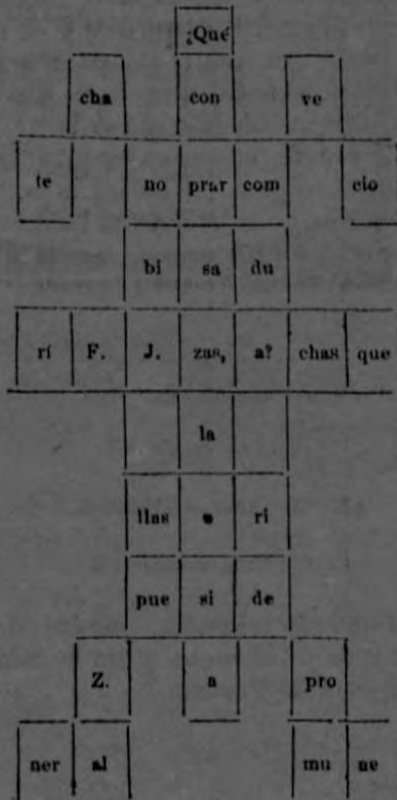 ¿Qué
cha con ve
te no prar com cio
bi sa du
rí F. J. zas, a? chas que
la
llas e ri
pue si de
Z. a pro
ner al mu ne